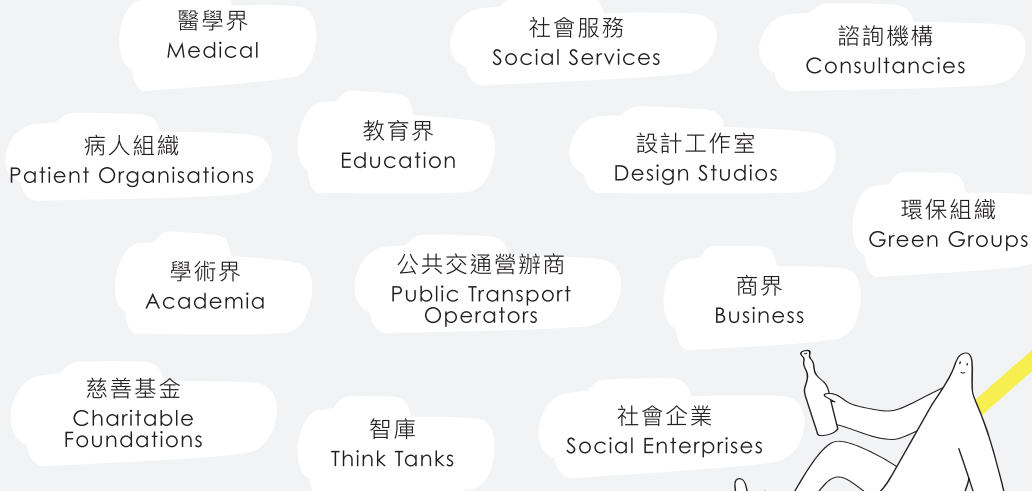 醫學界
Medical
社會服務
Social Services
諮詢機構
Consultancies
病人組織
Patient Organisations
教育界
Education
設計工作室
Design Studios
環保組織
Green Groups
學術界
Academia
公共交通營辦商
Public Transport
Operators
商界
Business
慈善基金
Charitable
Foundations
智庫
Think Tanks
社會企業
Social Enterprises